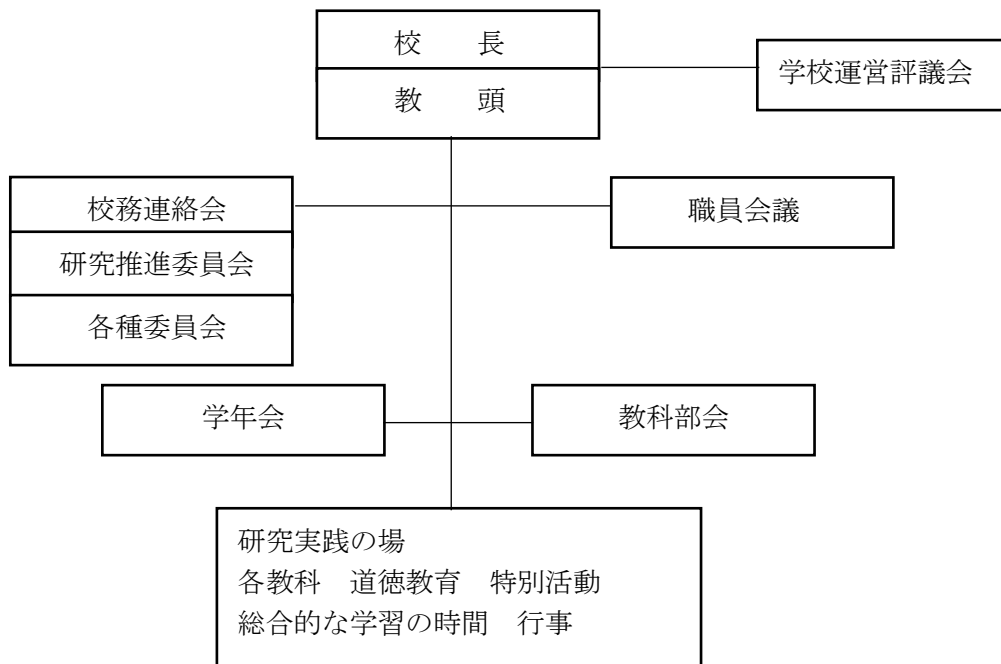 校　　長
学校運営評議会
教　　頭
校務連絡会
職員会議
研究推進委員会
各種委員会
学年会
教科部会
研究実践の場
各教科　道徳教育　特別活動
総合的な学習の時間　行事